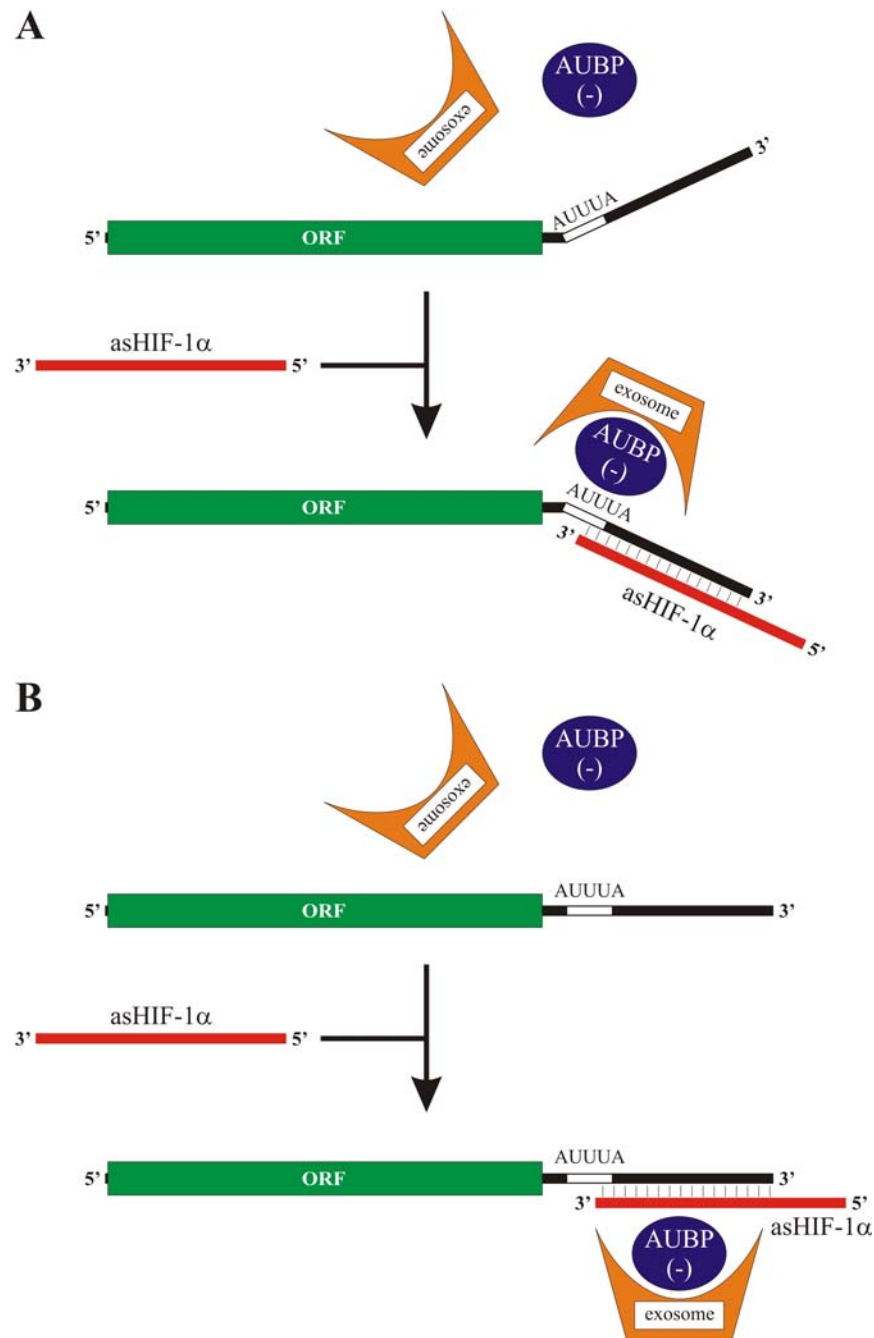 A
exosome
AUBP
(-)
3’
AUUUA
5’
ORF
asHIF-1α
3’
5’
exosome
AUBP
(-)
AUUUA
5’
ORF
3’
3’
asHIF-1α
5’
B
exosome
AUBP
(-)
AUUUA
5’
ORF
3’
asHIF-1α
3’
5’
AUUUA
5’
ORF
3’
3’
5’
asHIF-1α
AUBP
(-)
exosome